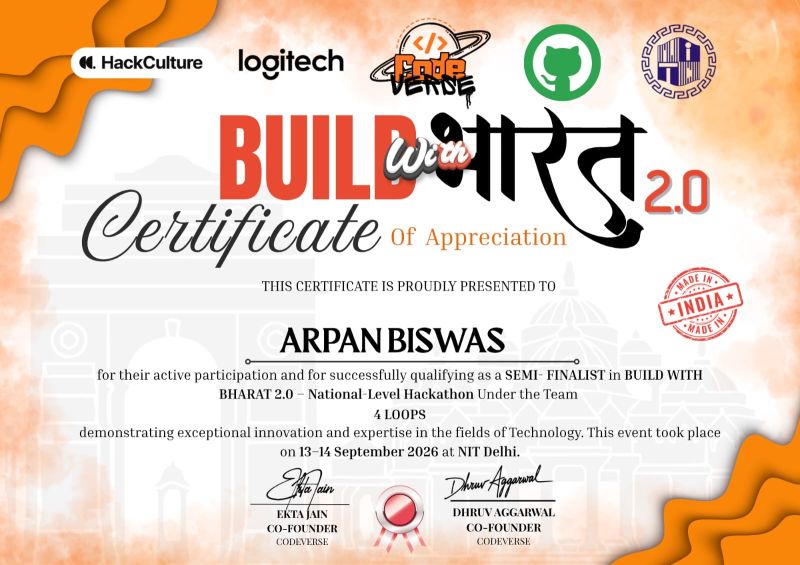 HackCulture
logitech
</>
Code
VERSE
NIT
BUILD With भारत 2.0
Certificate Of Appreciation
THIS CERTIFICATE IS PROUDLY PRESENTED TO
MADE IN
INDIA
MADE IN
ARPAN BISWAS
for their active participation and for successfully qualifying as a SEMI- FINALIST in BUILD WITH
BHARAT 2.0 – National-Level Hackathon Under the Team
4 LOOPS
demonstrating exceptional innovation and expertise in the fields of Technology. This event took place
on 13–14 September 2026 at NIT Delhi.
Ekta Jain
Dhruv Aggarwal
EKTA JAIN
CO-FOUNDER
CODEVERSE
DHRUV AGGARWAL
CO-FOUNDER
CODEVERSE